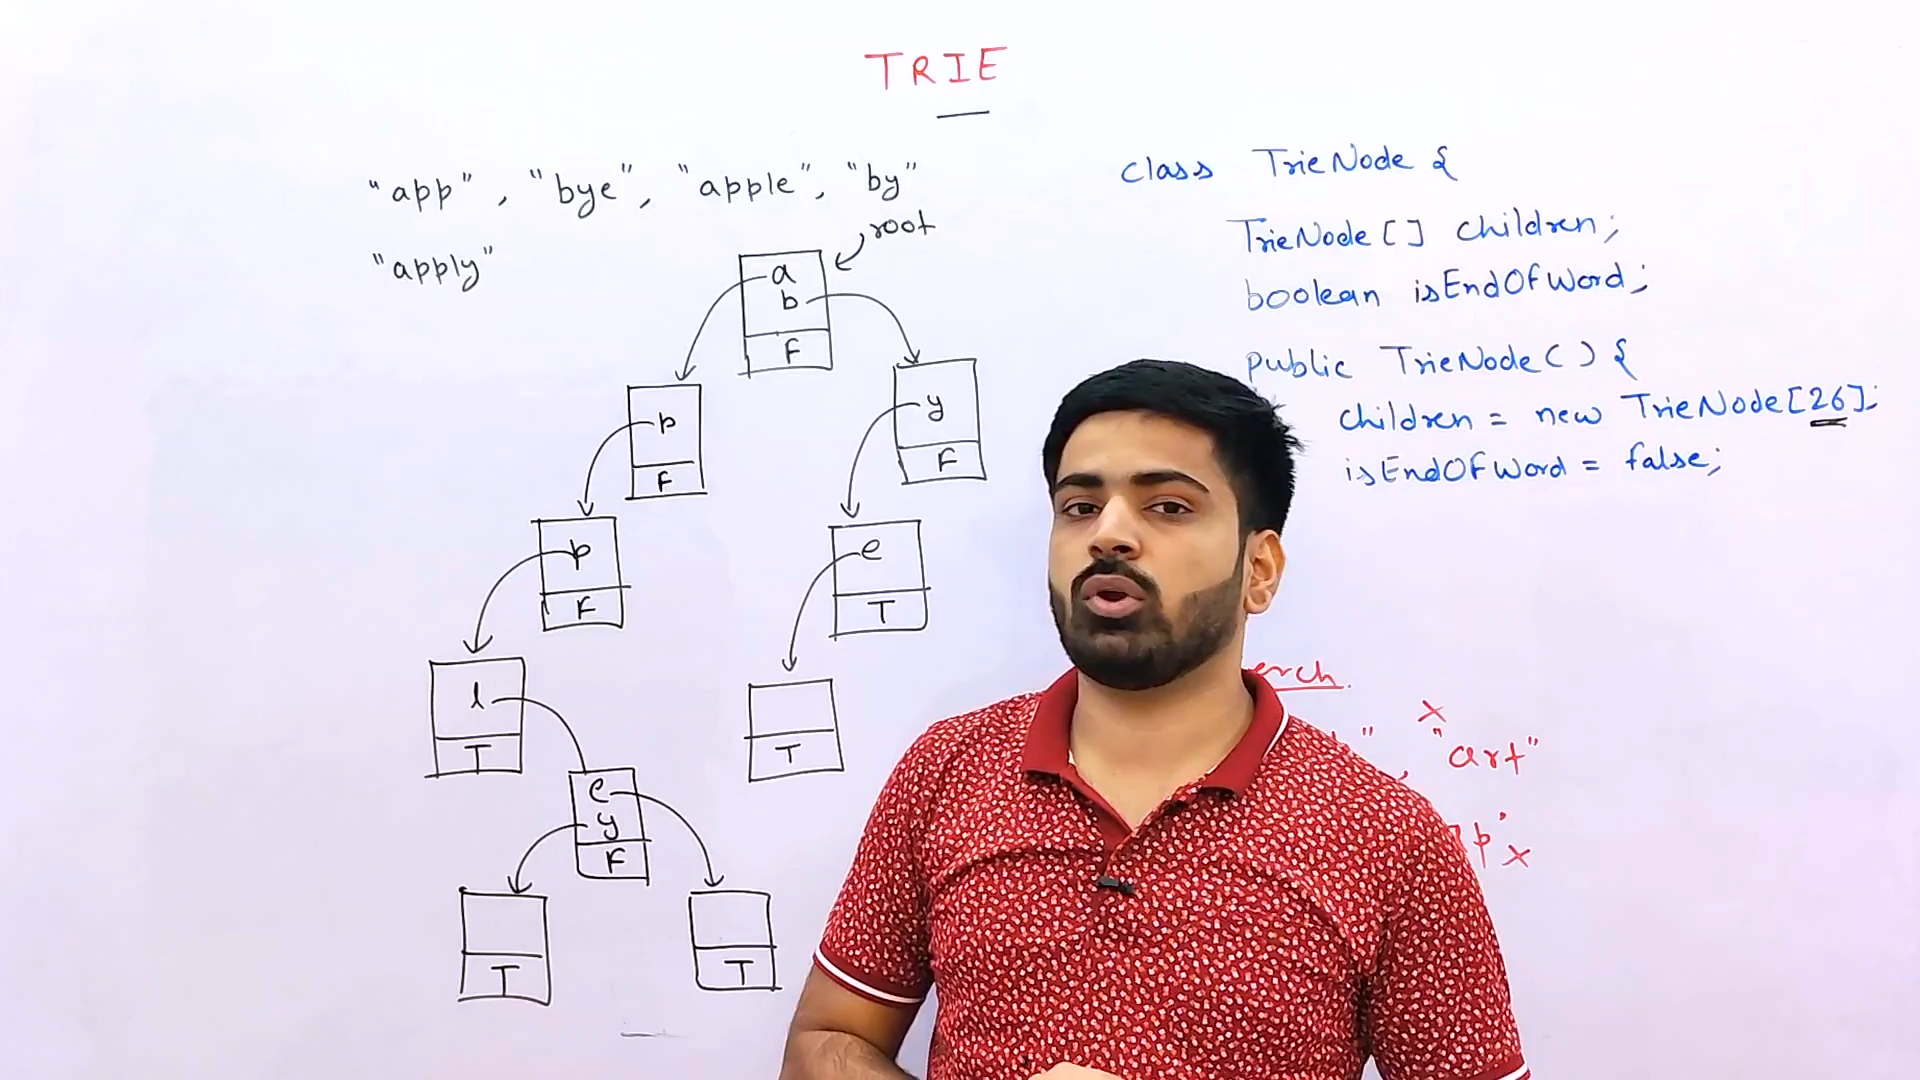 TRIE
"app", "bye", "apple", "by"
"apply"
root
a
b
F
p
F
y
F
p
F
e
T
l
T
T
e
y
F
T
T
class TrieNode {
TrieNode [] children;
boolean isEndOfWord;
public TrieNode() {
children = new TrieNode[26];
isEndOfWord = false;
x
"art"
x